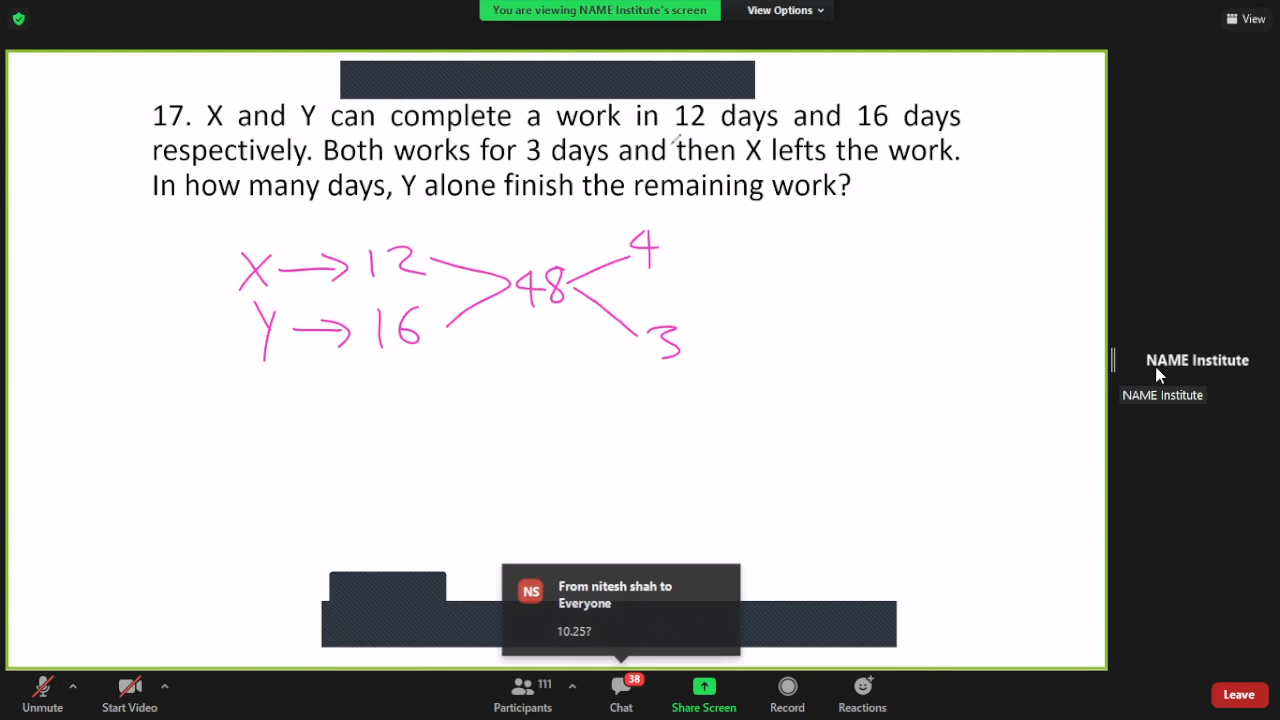 You are viewing NAME Institute's screen
View Options
View
17. X and Y can complete a work in 12 days and 16 days
respectively. Both works for 3 days and then X lefts the work.
In how many days, Y alone finish the remaining work?
X → 12
48
4
Y → 16
3
NAME Institute
NAME Institute
NS
From nitesh shah to
Everyone
10.25?
Unmute
Start Video
111
Participants
38
Chat
Share Screen
Record
Reactions
Leave